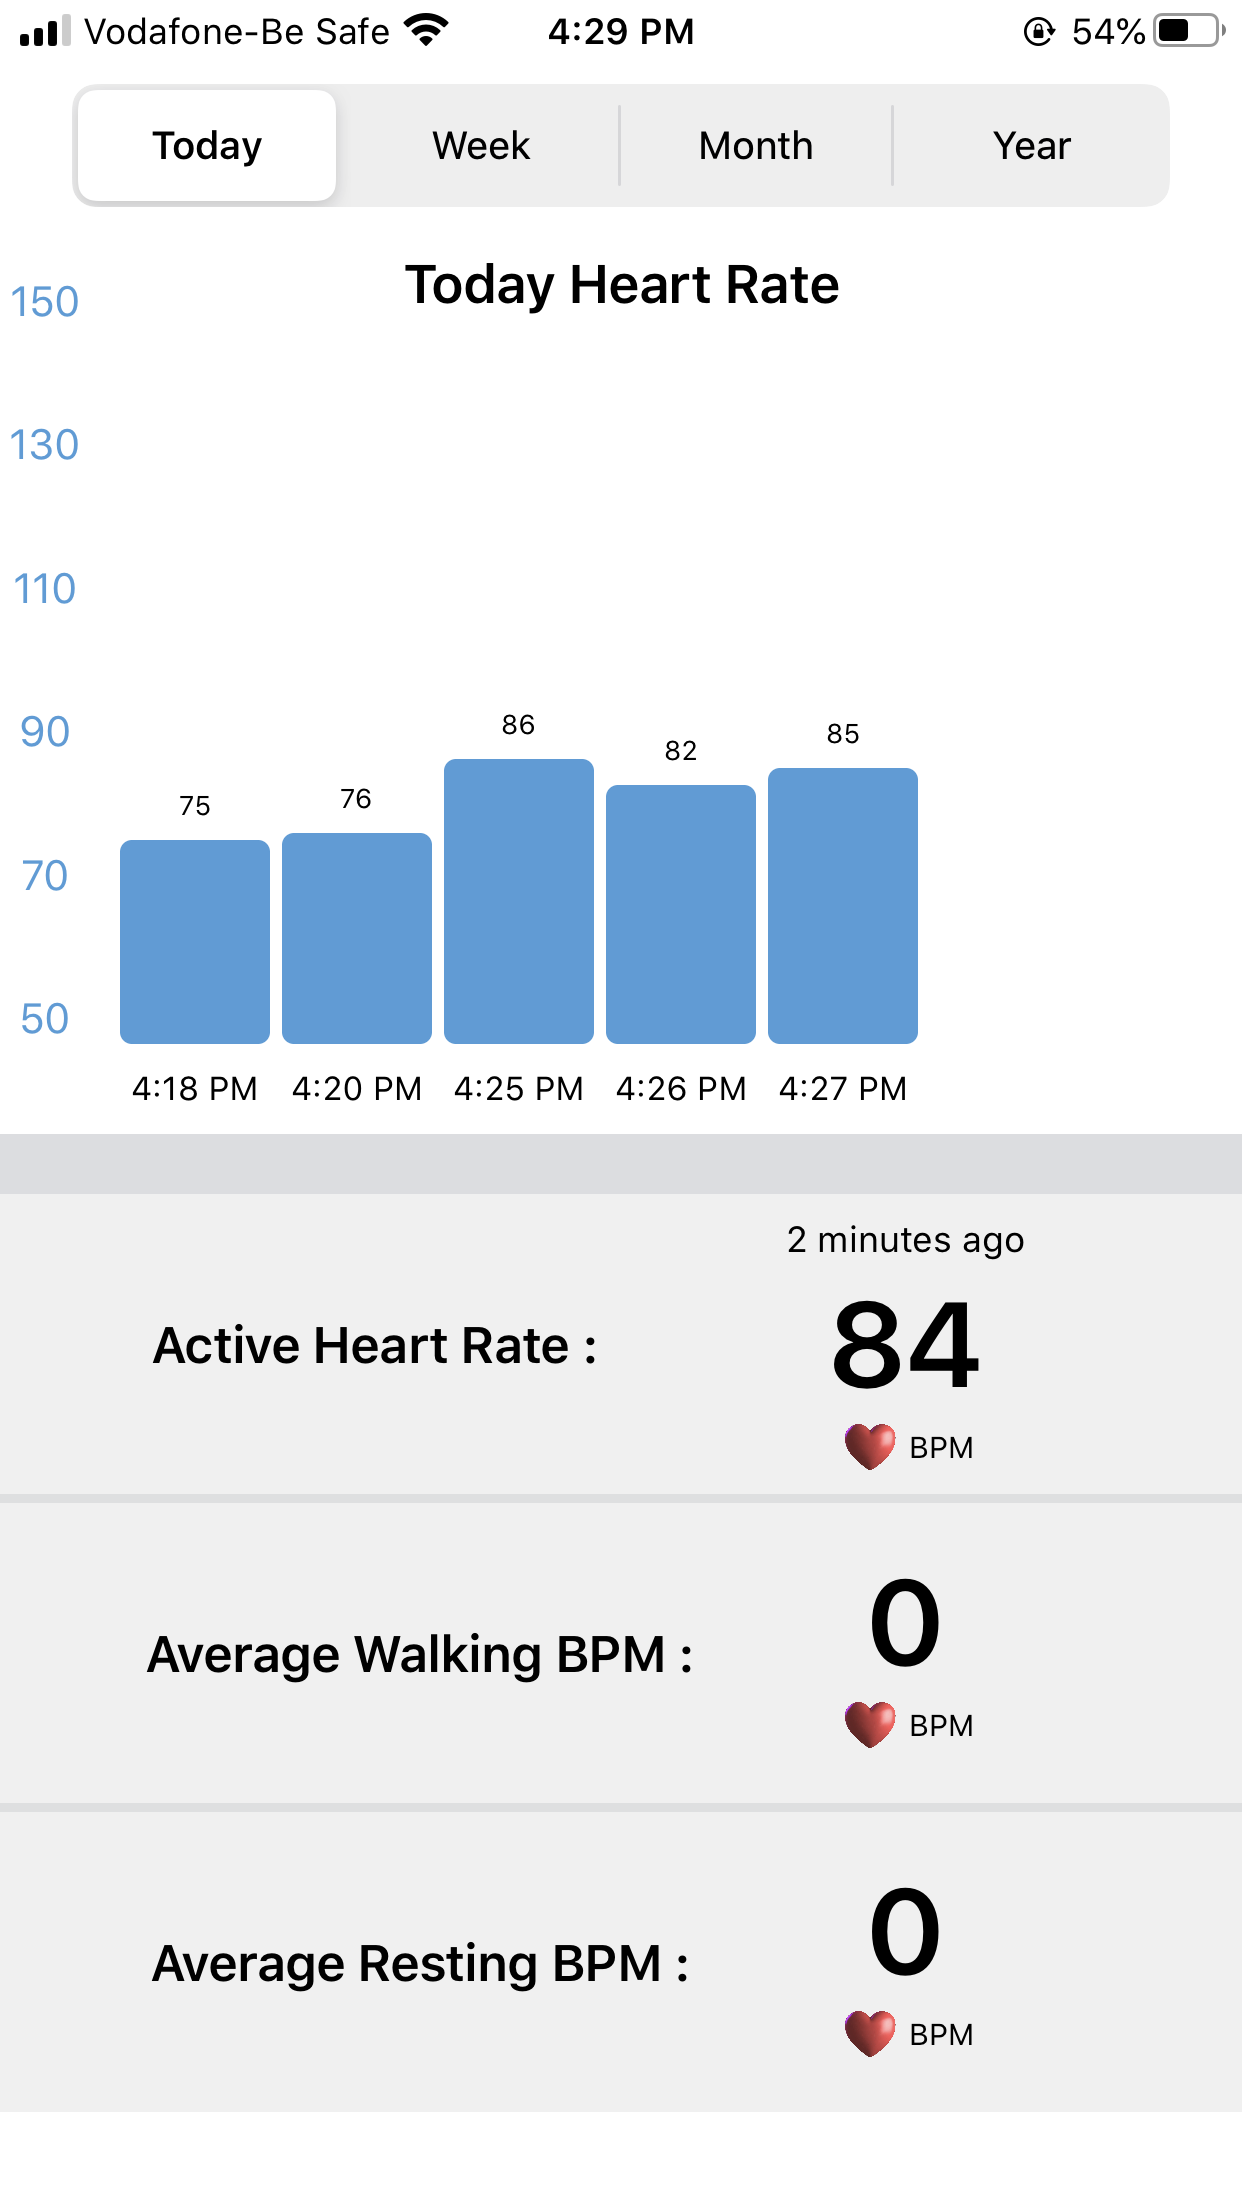 Vodafone-Be Safe 4:29 PM 54%
Today Week Month Year
Today Heart Rate
150
130
110
90
70
50
75 76 86 82 85
4:18 PM 4:20 PM 4:25 PM 4:26 PM 4:27 PM
2 minutes ago
Active Heart Rate : 84
BPM
Average Walking BPM : 0
BPM
Average Resting BPM : 0
BPM